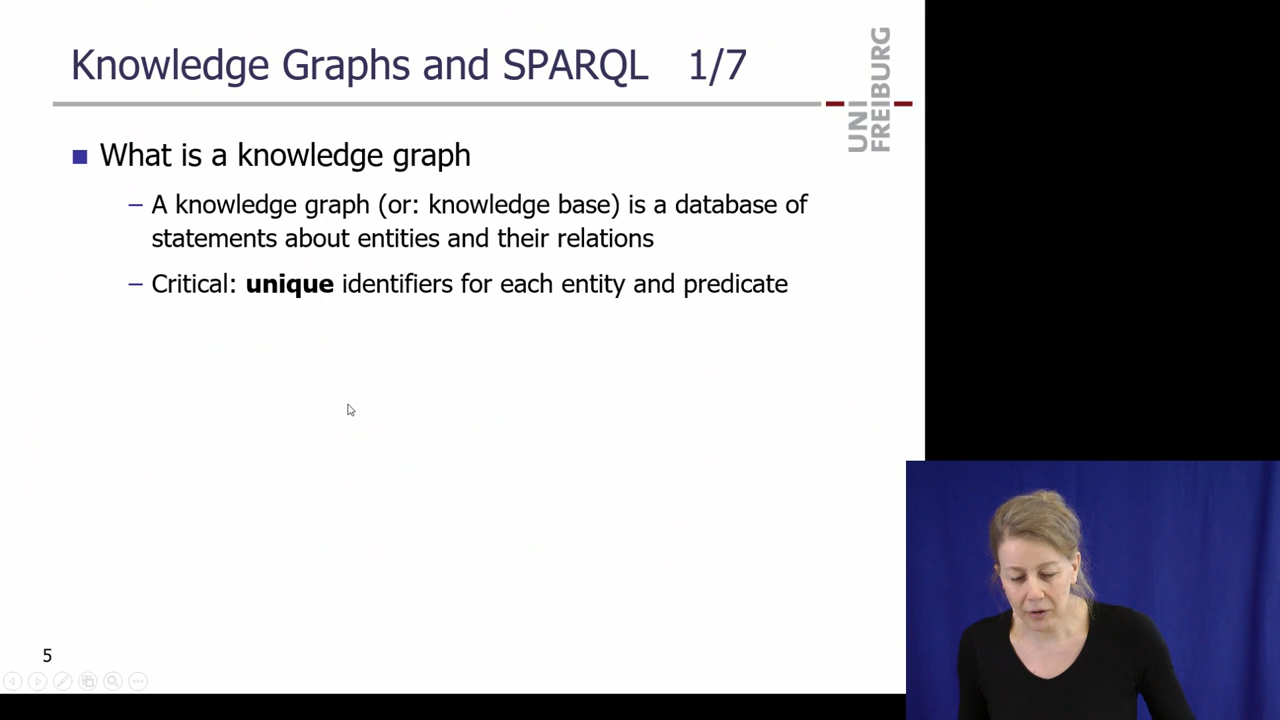 Knowledge Graphs and SPARQL 1/7
UNI
FREIBURG
What is a knowledge graph
– A knowledge graph (or: knowledge base) is a database of
statements about entities and their relations
– Critical: unique identifiers for each entity and predicate
5